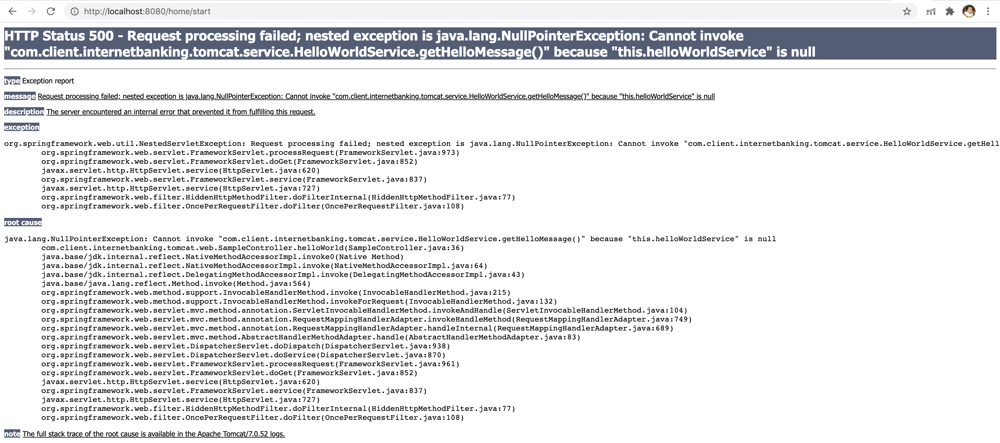 http://localhost:8080/home/start
HTTP Status 500 - Request processing failed; nested exception is java.lang.NullPointerException: Cannot invoke
"com.client.internetbanking.tomcat.service.HelloWorldService.getHelloMessage()" because "this.helloWorldService" is null
type Exception report
message Request processing failed; nested exception is java.lang.NullPointerException: Cannot invoke "com.client.internetbanking.tomcat.service.HelloWorldService.getHelloMessage()" because "this.helloWorldService" is null
description The server encountered an internal error that prevented it from fulfilling this request.
exception
org.springframework.web.util.NestedServletException: Request processing failed; nested exception is java.lang.NullPointerException: Cannot invoke "com.client.internetbanking.tomcat.service.HelloWorldService.getHell
org.springframework.web.servlet.FrameworkServlet.processRequest(FrameworkServlet.java:973)
org.springframework.web.servlet.FrameworkServlet.doGet(FrameworkServlet.java:852)
javax.servlet.http.HttpServlet.service(HttpServlet.java:620)
org.springframework.web.servlet.FrameworkServlet.service(FrameworkServlet.java:837)
javax.servlet.http.HttpServlet.service(HttpServlet.java:727)
org.springframework.web.filter.HiddenHttpMethodFilter.doFilterInternal(HiddenHttpMethodFilter.java:77)
org.springframework.web.filter.OncePerRequestFilter.doFilter(OncePerRequestFilter.java:108)
root cause
java.lang.NullPointerException: Cannot invoke "com.client.internetbanking.tomcat.service.HelloWorldService.getHelloMessage()" because "this.helloWorldService" is null
com.client.internetbanking.tomcat.web.SampleController.helloWorld(SampleController.java:36)
java.base/jdk.internal.reflect.NativeMethodAccessorImpl.invoke0(Native Method)
java.base/jdk.internal.reflect.NativeMethodAccessorImpl.invoke(NativeMethodAccessorImpl.java:64)
java.base/jdk.internal.reflect.DelegatingMethodAccessorImpl.invoke(DelegatingMethodAccessorImpl.java:43)
java.base/java.lang.reflect.Method.invoke(Method.java:564)
org.springframework.web.method.support.InvocableHandlerMethod.invoke(InvocableHandlerMethod.java:215)
org.springframework.web.method.support.InvocableHandlerMethod.invokeForRequest(InvocableHandlerMethod.java:132)
org.springframework.web.servlet.mvc.method.annotation.ServletInvocableHandlerMethod.invokeAndHandle(ServletInvocableHandlerMethod.java:104)
org.springframework.web.servlet.mvc.method.annotation.RequestMappingHandlerAdapter.invokeHandleMethod(RequestMappingHandlerAdapter.java:749)
org.springframework.web.servlet.mvc.method.annotation.RequestMappingHandlerAdapter.handleInternal(RequestMappingHandlerAdapter.java:689)
org.springframework.web.servlet.mvc.method.AbstractHandlerMethodAdapter.handle(AbstractHandlerMethodAdapter.java:83)
org.springframework.web.servlet.DispatcherServlet.doDispatch(DispatcherServlet.java:938)
org.springframework.web.servlet.DispatcherServlet.doService(DispatcherServlet.java:870)
org.springframework.web.servlet.FrameworkServlet.processRequest(FrameworkServlet.java:961)
org.springframework.web.servlet.FrameworkServlet.doGet(FrameworkServlet.java:852)
javax.servlet.http.HttpServlet.service(HttpServlet.java:620)
org.springframework.web.servlet.FrameworkServlet.service(FrameworkServlet.java:837)
javax.servlet.http.HttpServlet.service(HttpServlet.java:727)
org.springframework.web.filter.HiddenHttpMethodFilter.doFilterInternal(HiddenHttpMethodFilter.java:77)
org.springframework.web.filter.OncePerRequestFilter.doFilter(OncePerRequestFilter.java:108)
note The full stack trace of the root cause is available in the Apache Tomcat/7.0.52 logs.